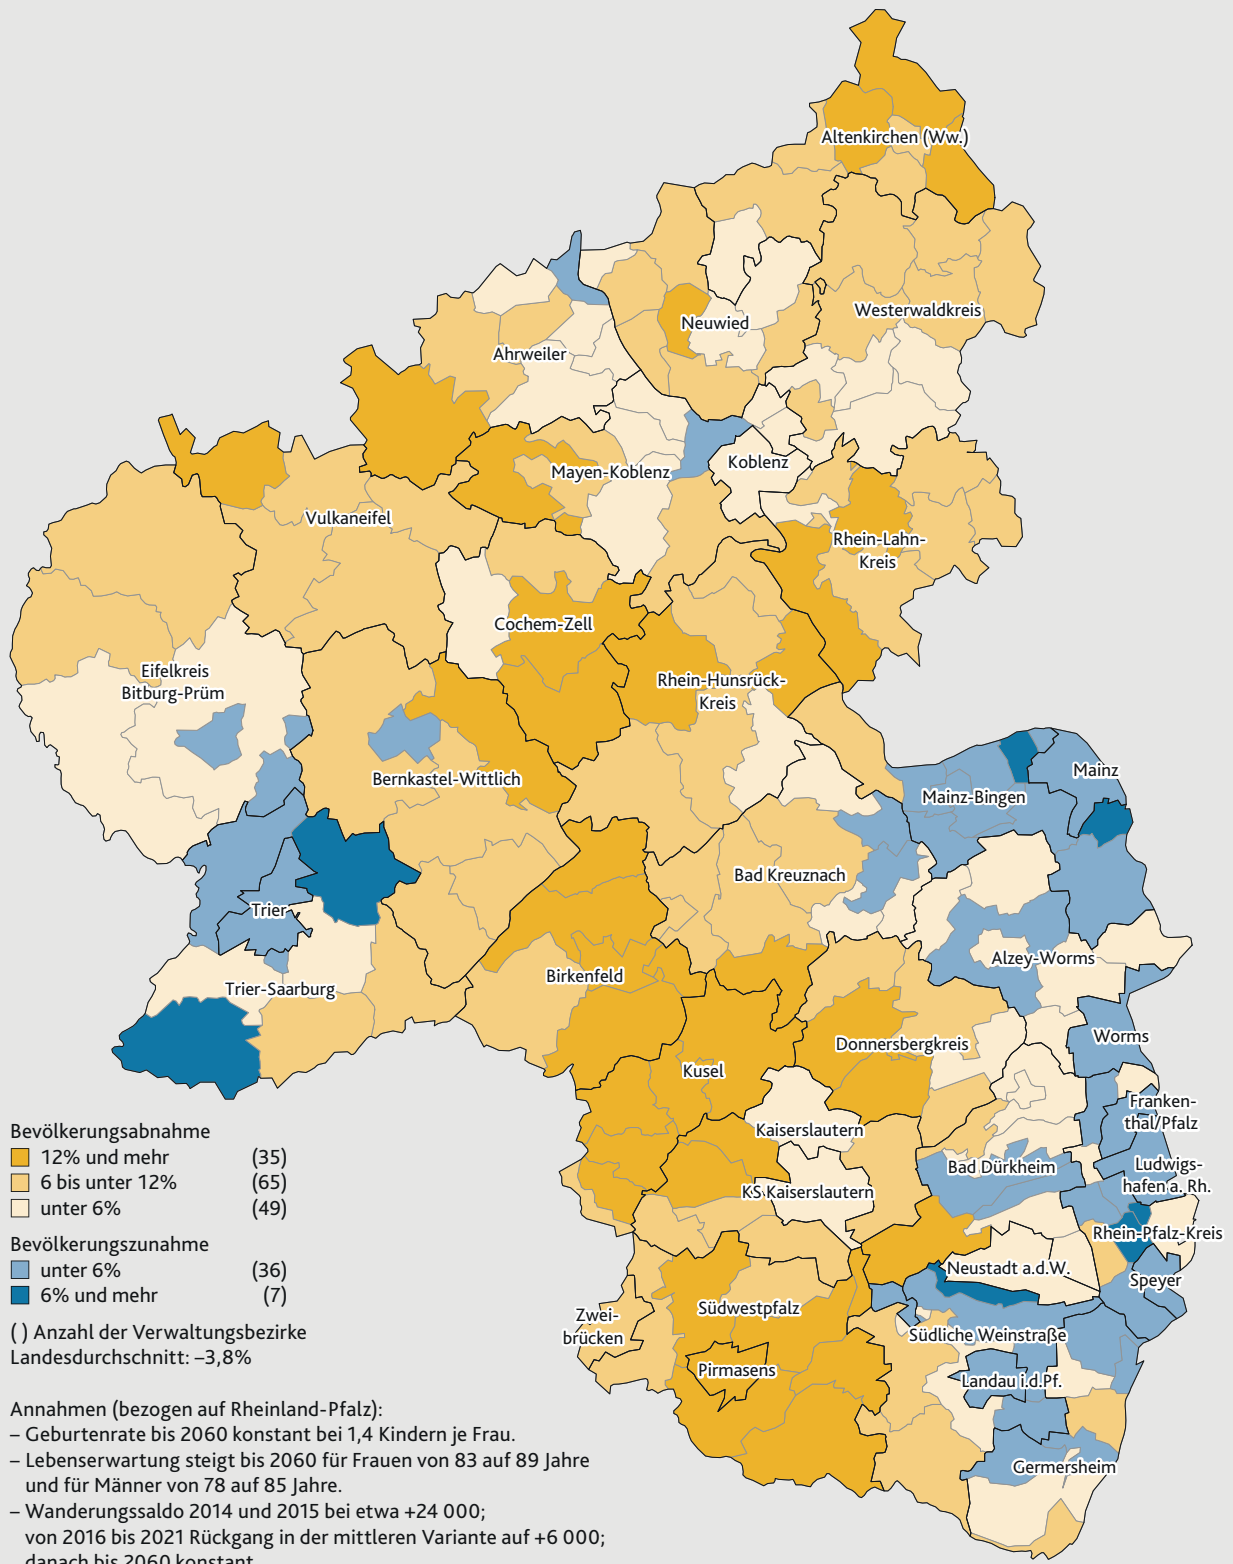 Altenkirchen (Ww.)
Westerwaldkreis
Neuwied
Ahrweiler
Mayen-Koblenz
Koblenz
Vulkaneifel
Rhein-Lahn-
Kreis
Cochem-Zell
Eifelkreis
Bitburg-Prüm
Rhein-Hunsrück-
Kreis
Bernkastel-Wittlich
Mainz
Mainz-Bingen
Bad Kreuznach
Trier
Alzey-Worms
Birkenfeld
Trier-Saarburg
Worms
Donnersbergkreis
Kusel
Franken-
thal/Pfalz
Kaiserslautern
Bad Dürkheim
Ludwigs-
hafen a. Rh.
KS Kaiserslautern
Rhein-Pfalz-Kreis
Neustadt a.d.W.
Speyer
Südwestpfalz
Zwei-
brücken
Südliche Weinstraße
Pirmasens
Landau i.d.Pf.
Germersheim
Bevölkerungsabnahme
12% und mehr (35)
6 bis unter 12% (65)
unter 6% (49)
Bevölkerungszunahme
unter 6% (36)
6% und mehr (7)
( ) Anzahl der Verwaltungsbezirke
Landesdurchschnitt: –3,8%
Annahmen (bezogen auf Rheinland-Pfalz):
– Geburtenrate bis 2060 konstant bei 1,4 Kindern je Frau.
– Lebenserwartung steigt bis 2060 für Frauen von 83 auf 89 Jahre
und für Männer von 78 auf 85 Jahre.
– Wanderungssaldo 2014 und 2015 bei etwa +24 000;
von 2016 bis 2021 Rückgang in der mittleren Variante auf +6 000;
danach bis 2060 konstant.